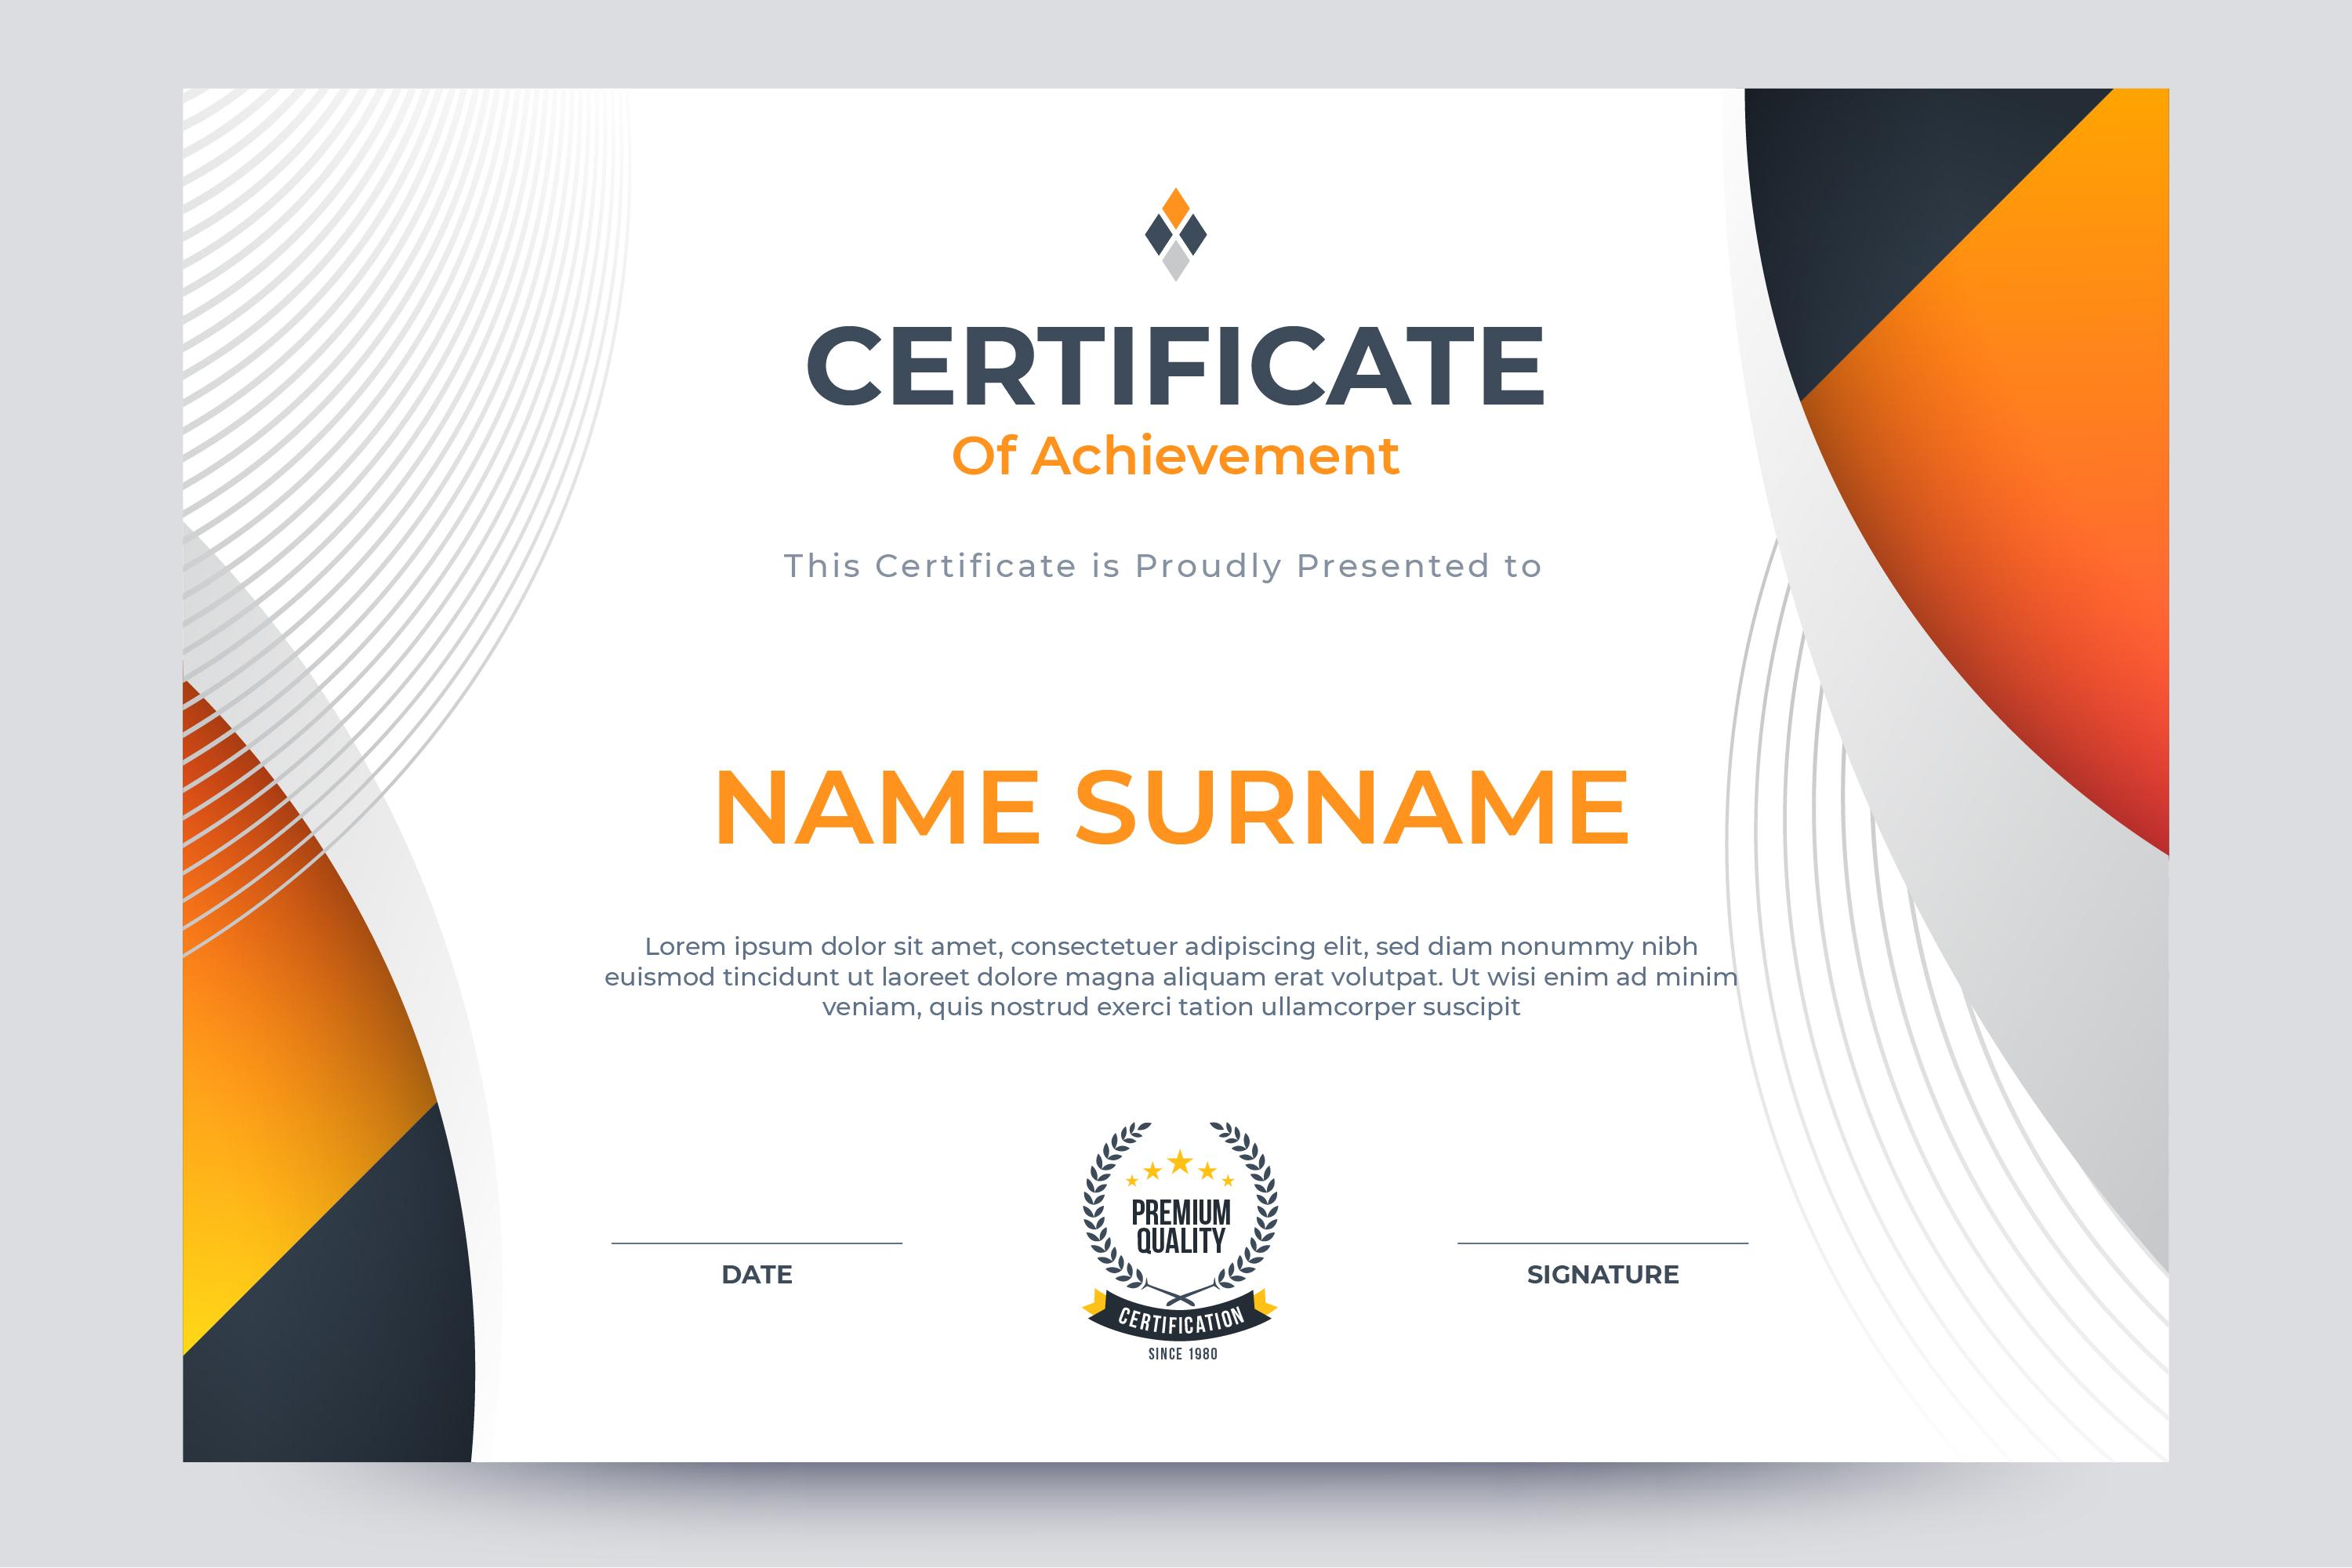 CERTIFICATE
Of Achievement
This Certificate is Proudly Presented to
NAME SURNAME
Lorem ipsum dolor sit amet, consectetuer adipiscing elit, sed diam nonummy nibh
euismod tincidunt ut laoreet dolore magna aliquam erat volutpat. Ut wisi enim ad minim
veniam, quis nostrud exerci tation ullamcorper suscipit
DATE
PREMIUM
QUALITY
CERTIFICATION
SINCE 1980
SIGNATURE